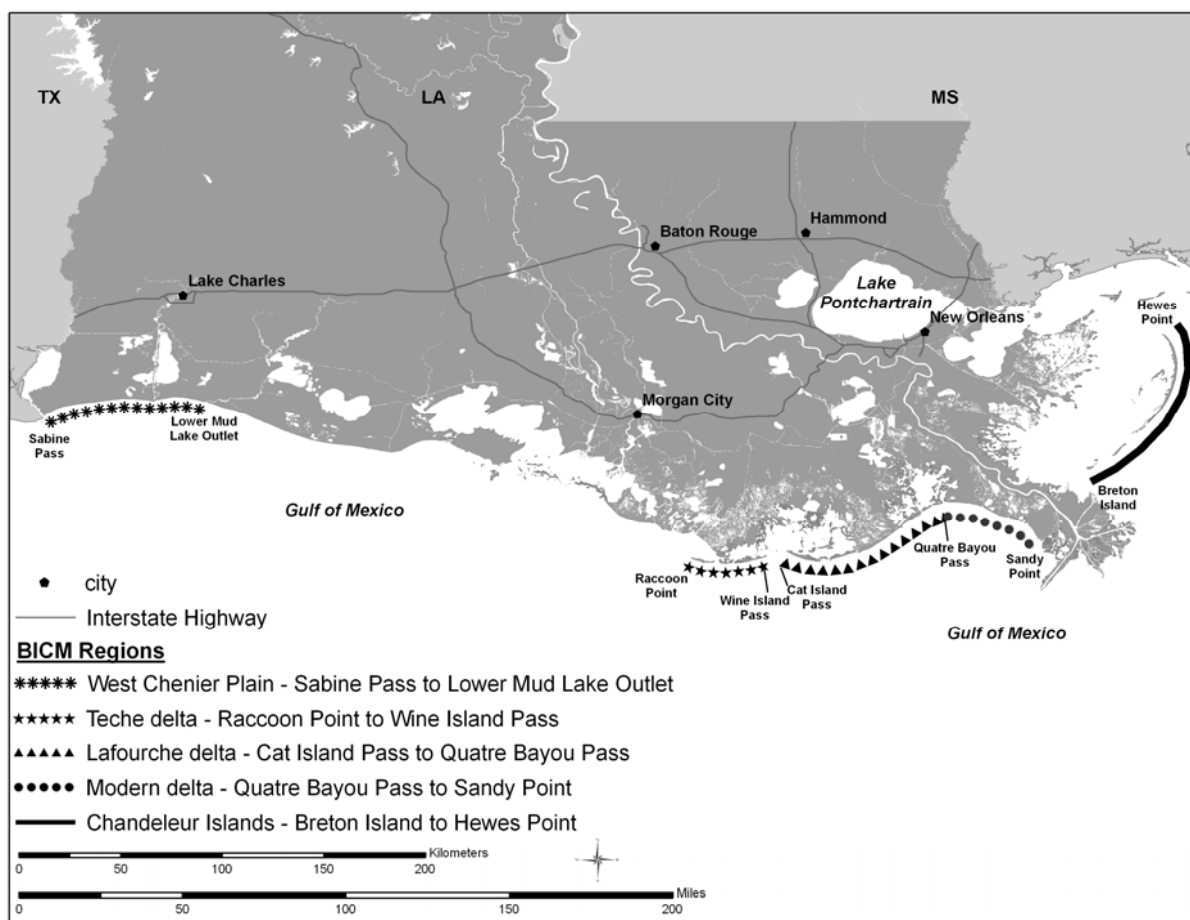 TX
LA
MS
Hammond
Baton Rouge
Lake Charles
Lake
Pontchartrain
New Orleans
Hewes
Point
Morgan City
Sabine
Pass
Lower Mud
Lake Outlet
Breton
Island
Gulf of Mexico
Quatre Bayou
Pass
Sandy
Point
Raccoon
Point
Wine Island
Pass
Cat Island
Pass
Gulf of Mexico
city
Interstate Highway
BICM Regions
West Chenier Plain - Sabine Pass to Lower Mud Lake Outlet
Teche delta - Raccoon Point to Wine Island Pass
Lafourche delta - Cat Island Pass to Quatre Bayou Pass
Modern delta - Quatre Bayou Pass to Sandy Point
Chandeleur Islands - Breton Island to Hewes Point
Kilometers
0 50 100 150 200
Miles
0 50 100 150 200